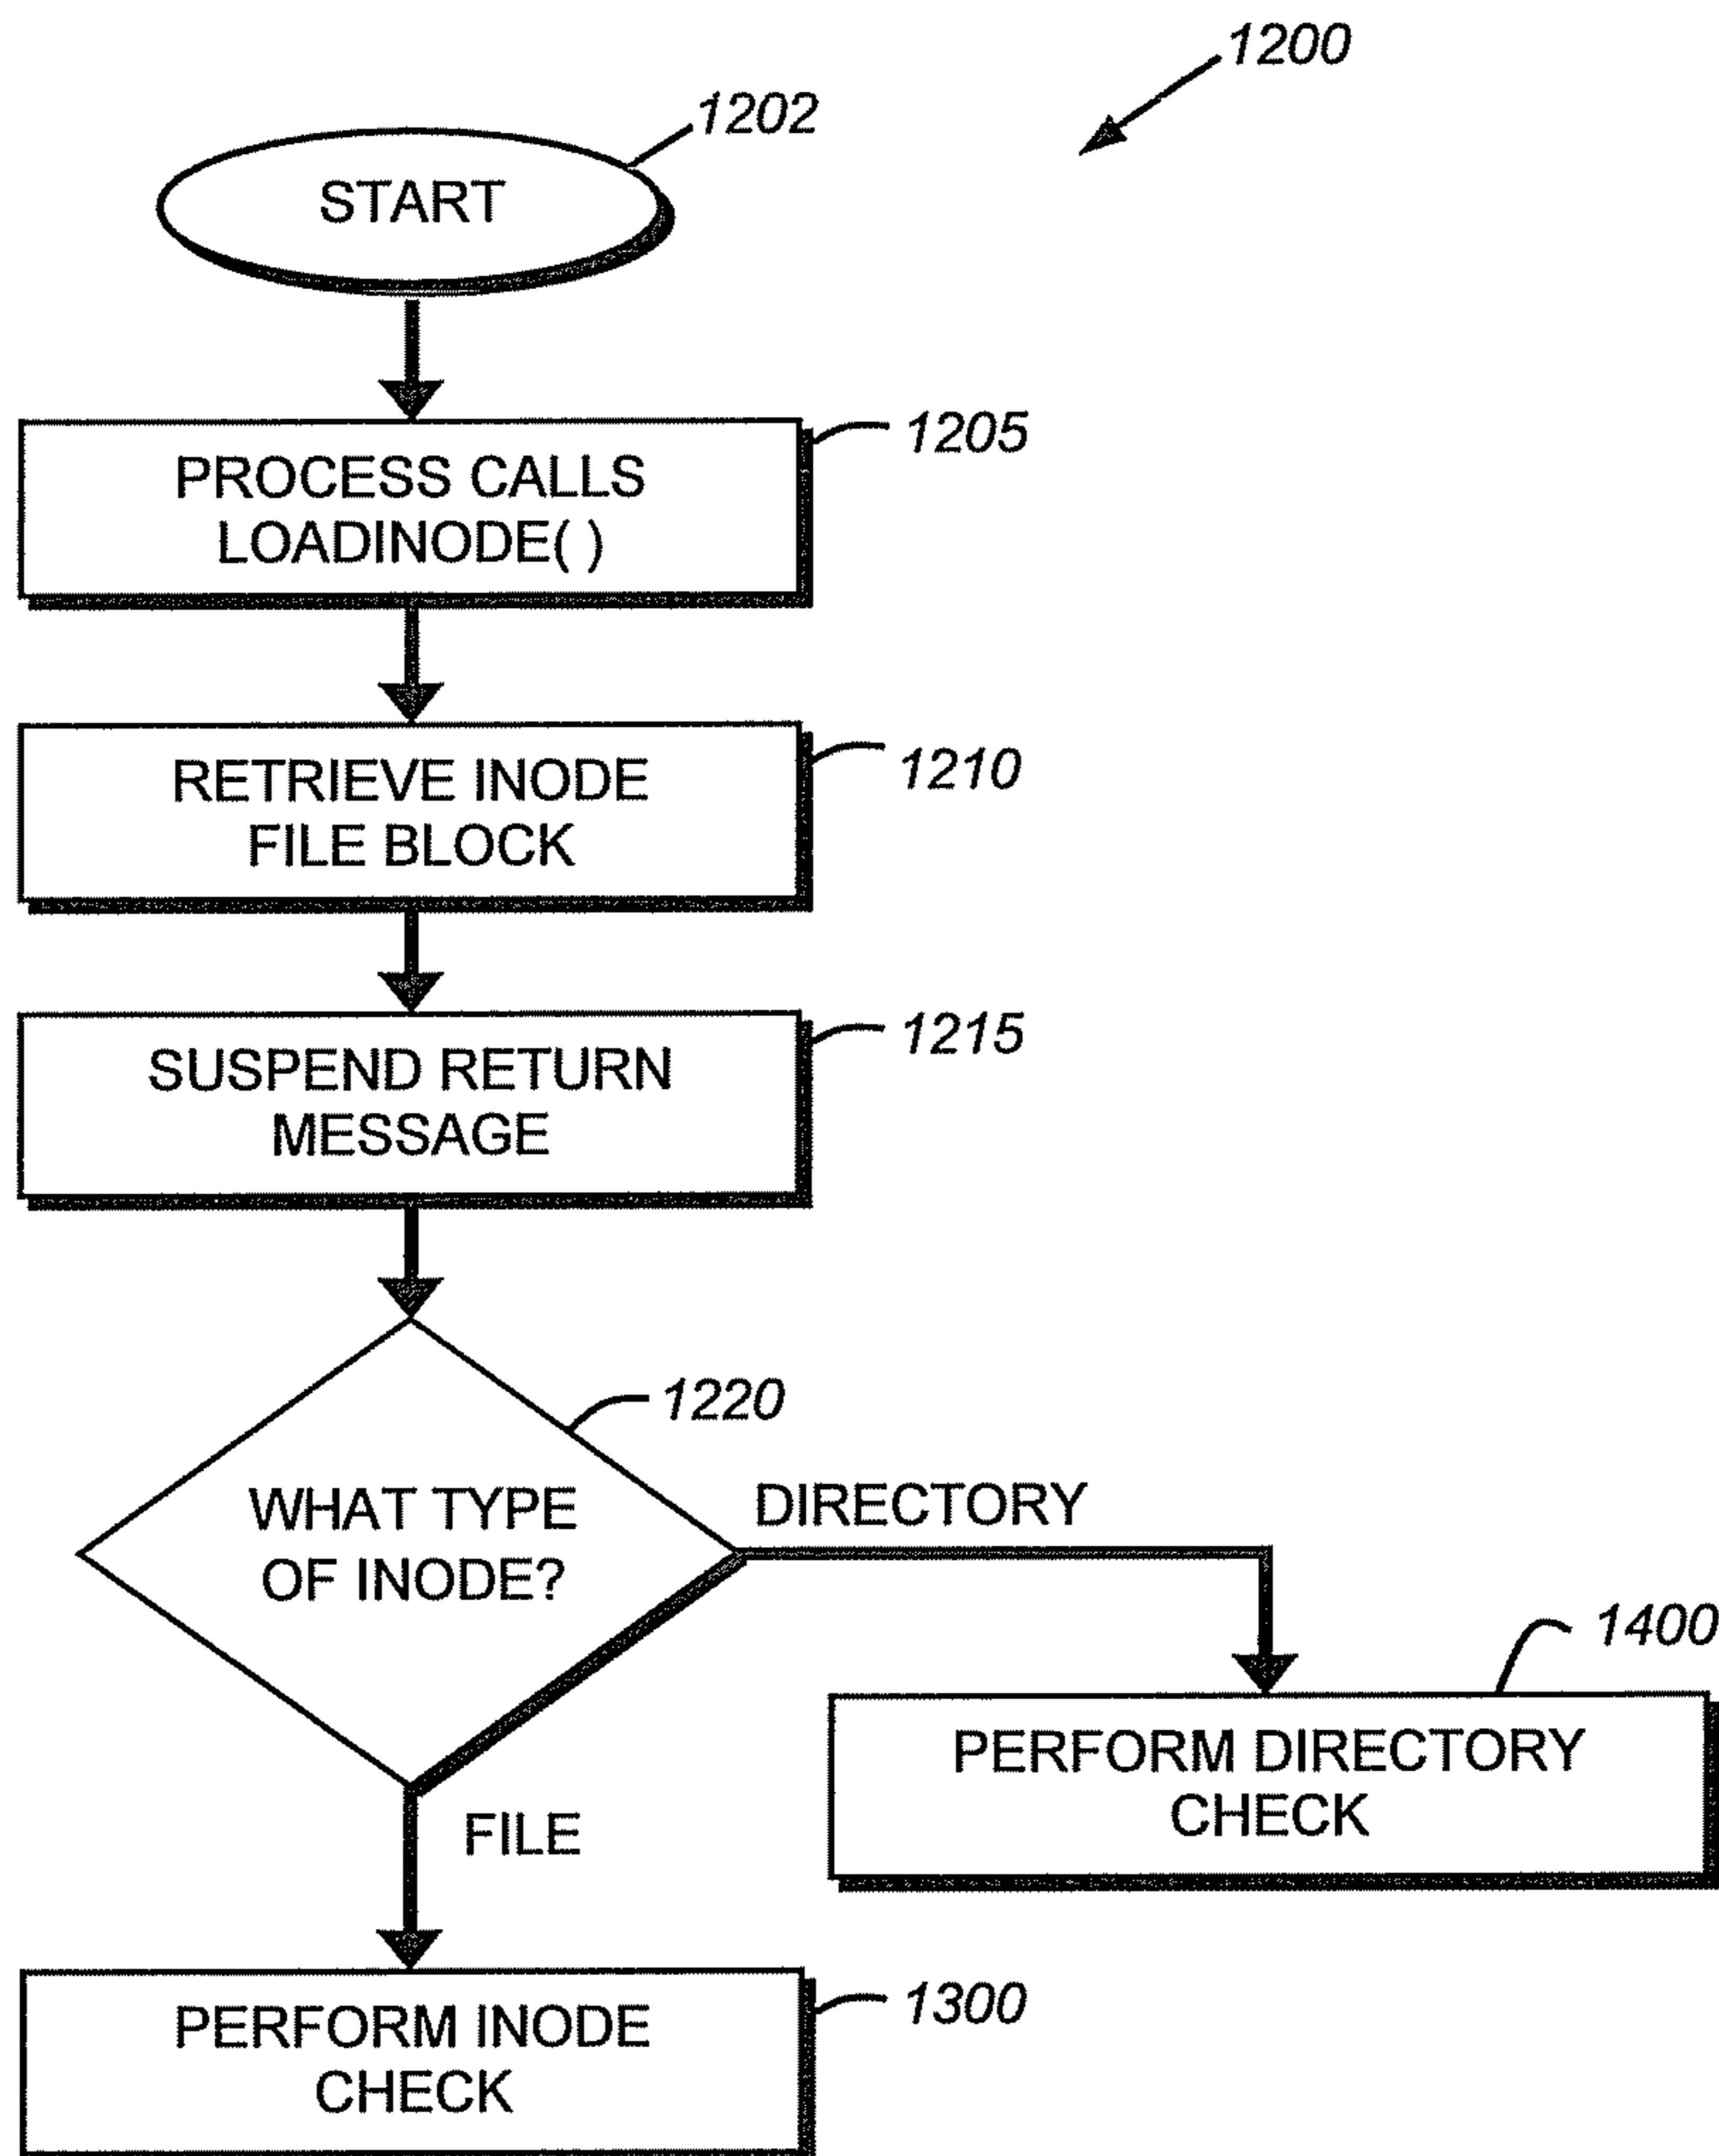 1200
1202
START
1205
PROCESS CALLS
LOADINODE( )
1210
RETRIEVE INODE
FILE BLOCK
1215
SUSPEND RETURN
MESSAGE
1220
WHAT TYPE
OF INODE?
DIRECTORY
1400
PERFORM DIRECTORY
CHECK
FILE
1300
PERFORM INODE
CHECK